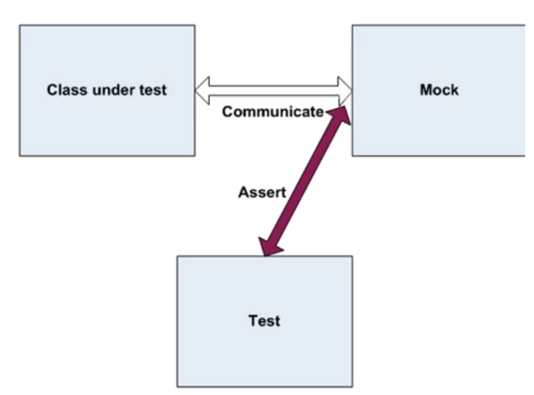 Class under test
Mock
Communicate
Assert
Test